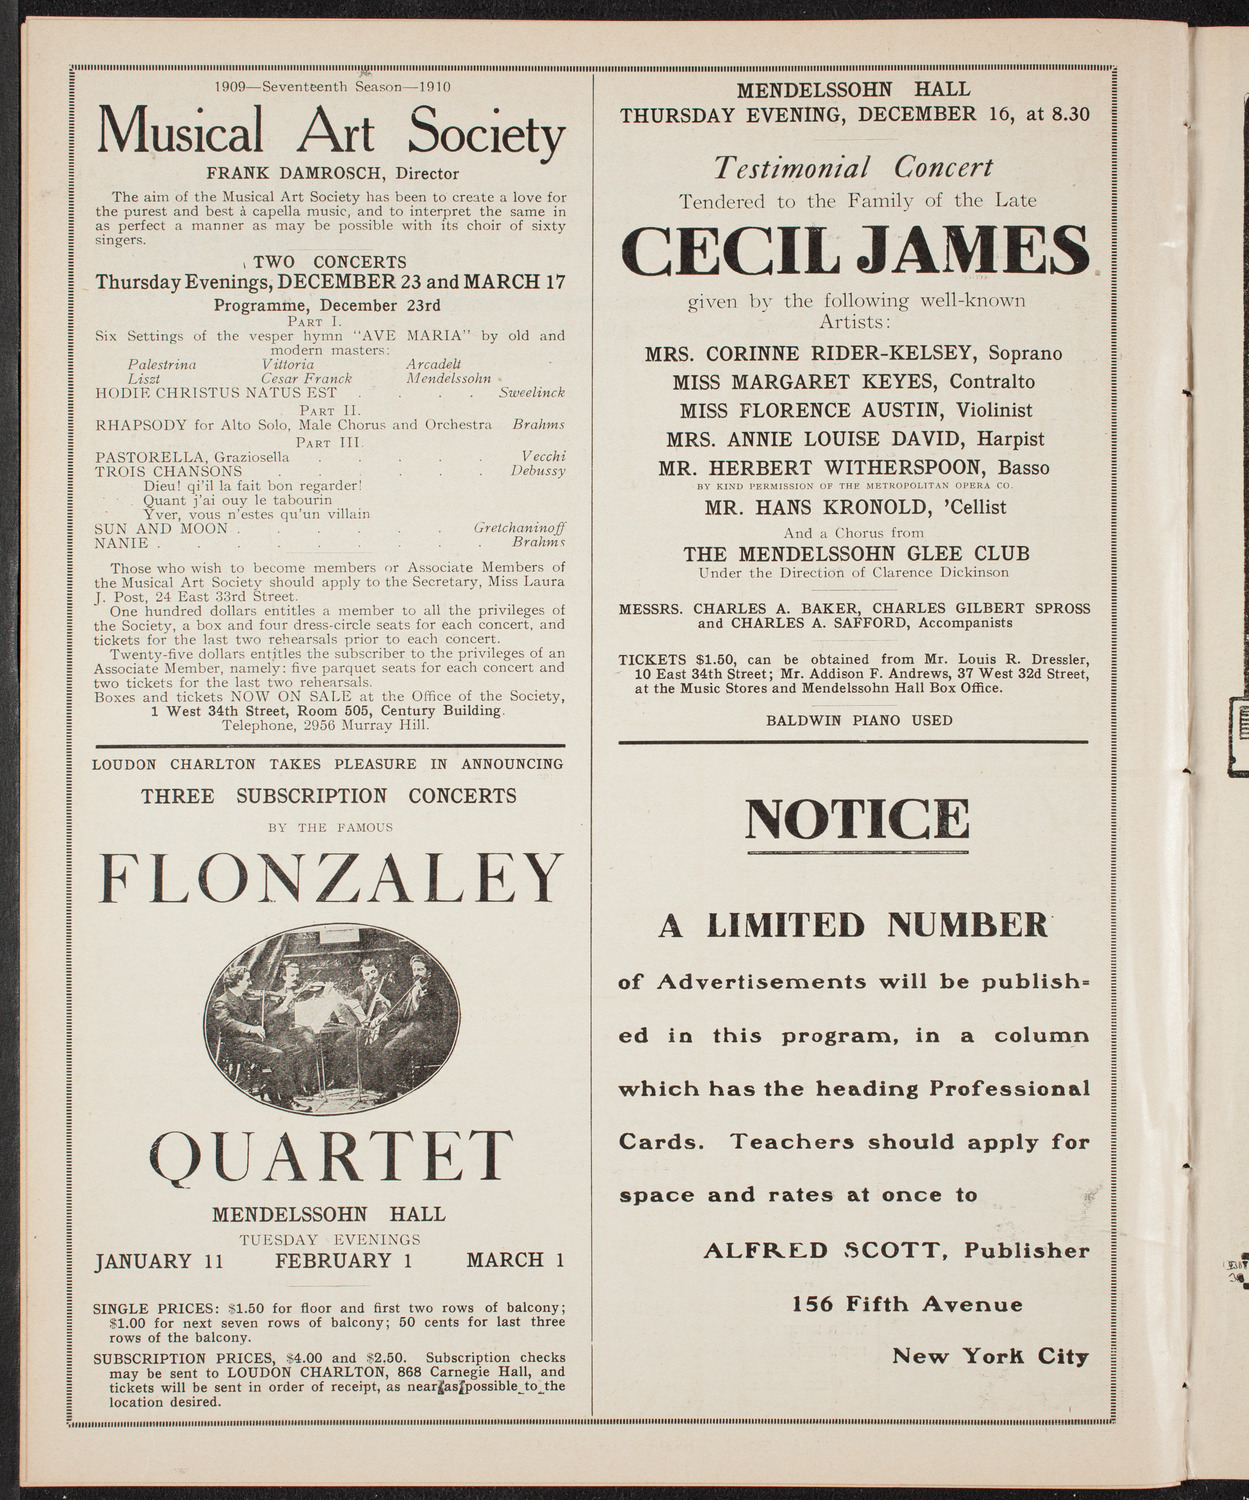 1909—Seventeenth Season—1910
Musical Art Society
FRANK DAMROSCH, Director
The aim of the Musical Art Society has been to create a love for
the purest and best à capella music, and to interpret the same in
as perfect a manner as may be possible with its choir of sixty
singers.
TWO CONCERTS
Thursday Evenings, DECEMBER 23 and MARCH 17
Programme, December 23rd
PART I.
Six Settings of the vesper hymn "AVE MARIA" by old and
modern masters:
Palestrina Vittoria Arcadelt
Liszt Cesar Franck Mendelssohn
HODIE CHRISTUS NATUS EST . . . . Sweelinck
PART II.
RHAPSODY for Alto Solo, Male Chorus and Orchestra Brahms
PART III.
PASTORELLA, Graziosella . . . . . Vecchi
TROIS CHANSONS . . . . . Debussy
Dieu! qi'il la fait bon regarder!
Quant j'ai ouy le tabourin
Yver, vous n'estes qu'un villain
SUN AND MOON . . . . . . Gretchaninoff
NANIE . . . . . . . . . Brahms
Those who wish to become members or Associate Members of
the Musical Art Society should apply to the Secretary, Miss Laura
J. Post, 24 East 33rd Street.
One hundred dollars entitles a member to all the privileges of
the Society, a box and four dress-circle seats for each concert, and
tickets for the last two rehearsals prior to each concert.
Twenty-five dollars entitles the subscriber to the privileges of an
Associate Member, namely: five parquet seats for each concert and
two tickets for the last two rehearsals.
Boxes and tickets NOW ON SALE at the Office of the Society,
1 West 34th Street, Room 505, Century Building.
Telephone, 2956 Murray Hill.
LOUDON CHARLTON TAKES PLEASURE IN ANNOUNCING
THREE SUBSCRIPTION CONCERTS
BY THE FAMOUS
FLONZALEY
QUARTET
MENDELSSOHN HALL
TUESDAY EVENINGS
JANUARY 11 FEBRUARY 1 MARCH 1
SINGLE PRICES: $1.50 for floor and first two rows of balcony;
$1.00 for next seven rows of balcony; 50 cents for last three
rows of the balcony.
SUBSCRIPTION PRICES, $4.00 and $2.50. Subscription checks
may be sent to LOUDON CHARLTON, 868 Carnegie Hall, and
tickets will be sent in order of receipt, as near as possible to the
location desired.
MENDELSSOHN HALL
THURSDAY EVENING, DECEMBER 16, at 8.30
Testimonial Concert
Tendered to the Family of the Late
CECIL JAMES
given by the following well-known
Artists:
MRS. CORINNE RIDER-KELSEY, Soprano
MISS MARGARET KEYES, Contralto
MISS FLORENCE AUSTIN, Violinist
MRS. ANNIE LOUISE DAVID, Harpist
MR. HERBERT WITHERSPOON, Basso
BY KIND PERMISSION OF THE METROPOLITAN OPERA CO.
MR. HANS KRONOLD, 'Cellist
And a Chorus from
THE MENDELSSOHN GLEE CLUB
Under the Direction of Clarence Dickinson
MESSRS. CHARLES A. BAKER, CHARLES GILBERT SPROSS
and CHARLES A. SAFFORD, Accompanists
TICKETS $1.50, can be obtained from Mr. Louis R. Dressler,
10 East 34th Street; Mr. Addison F. Andrews, 37 West 32d Street,
at the Music Stores and Mendelssohn Hall Box Office.
BALDWIN PIANO USED
NOTICE
A LIMITED NUMBER
of Advertisements will be publish=
ed in this program, in a column
which has the heading Professional
Cards. Teachers should apply for
space and rates at once to
ALFRED SCOTT, Publisher
156 Fifth Avenue
New York City